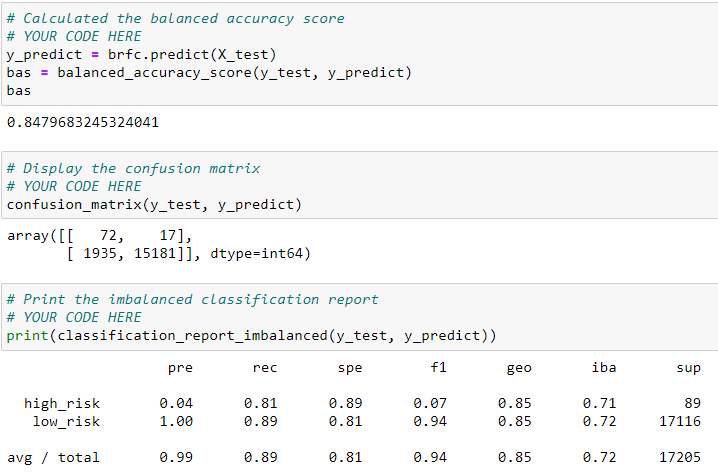 # Calculated the balanced accuracy score
# YOUR CODE HERE
y_predict = brfc.predict(X_test)
bas = balanced_accuracy_score(y_test, y_predict)
bas
0.8479683245324041
# Display the confusion matrix
# YOUR CODE HERE
confusion_matrix(y_test, y_predict)
array([[   72,    17],
       [ 1935, 15181]], dtype=int64)
# Print the imbalanced classification report
# YOUR CODE HERE
print(classification_report_imbalanced(y_test, y_predict))
pre rec spe f1 geo iba sup
high_risk 0.04 0.81 0.89 0.07 0.85 0.71 89
low_risk 1.00 0.89 0.81 0.94 0.85 0.72 17116
avg / total 0.99 0.89 0.81 0.94 0.85 0.72 17205